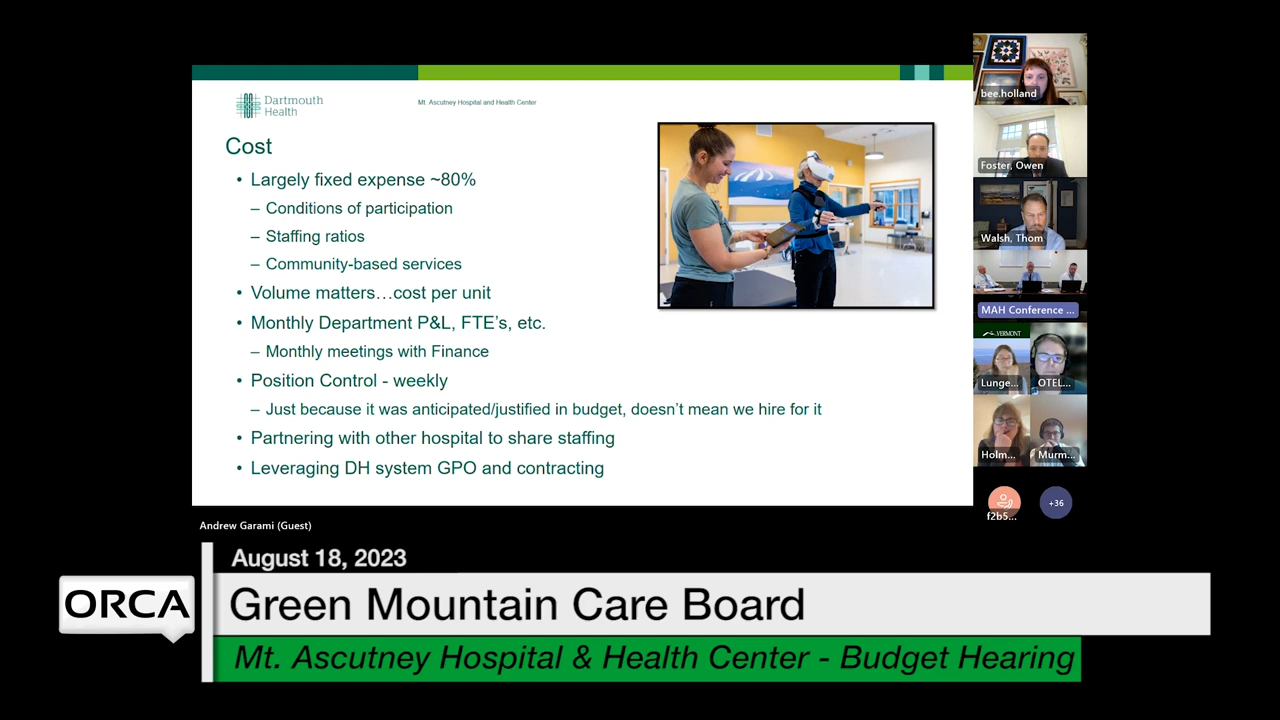 Dartmouth
Health
Mt. Ascutney Hospital and Health Center
Cost
• Largely fixed expense ~80%
– Conditions of participation
– Staffing ratios
– Community-based services
• Volume matters…cost per unit
• Monthly Department P&L, FTE's, etc.
– Monthly meetings with Finance
• Position Control - weekly
– Just because it was anticipated/justified in budget, doesn't mean we hire for it
• Partnering with other hospital to share staffing
• Leveraging DH system GPO and contracting
bee.holland
Foster, Owen
Walsh, Thom
MAH Conference ...
VERMONT
Lunge...
OTEL...
Holm...
Murm...
f2b5...
+36
Andrew Garami (Guest)
August 18, 2023
ORCA
Green Mountain Care Board
Mt. Ascutney Hospital & Health Center - Budget Hearing